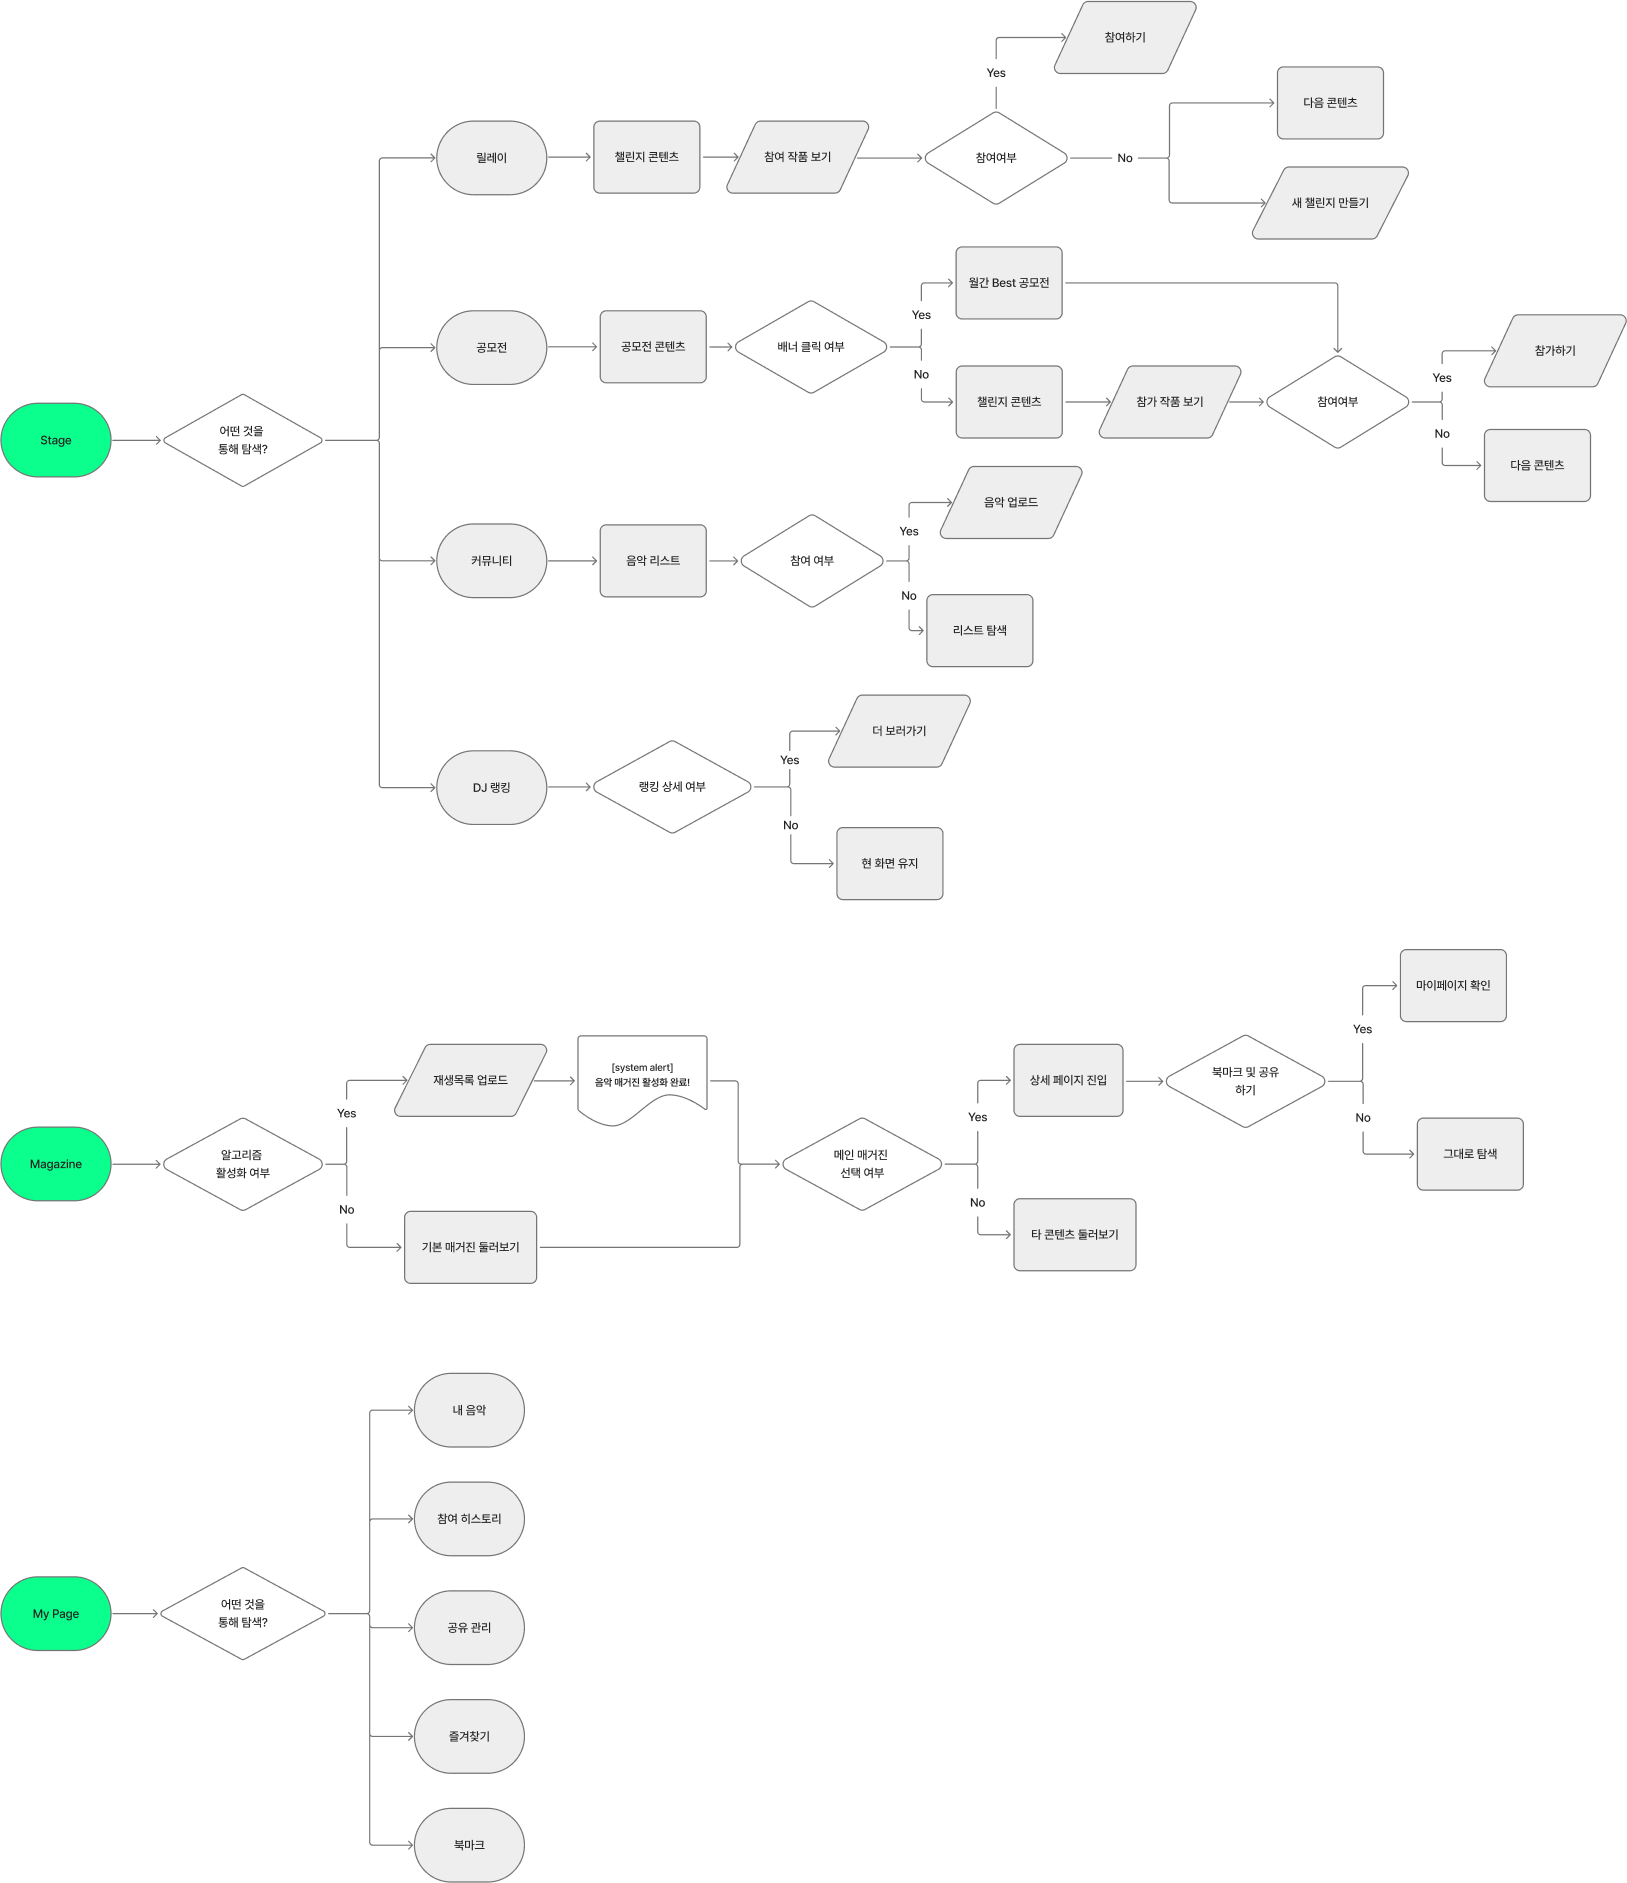 Stage
어떤 것을
통해 탐색?
릴레이
챌린지 콘텐츠
참여 작품 보기
참여여부
Yes
참여하기
No
다음 콘텐츠
새 챌린지 만들기
공모전
공모전 콘텐츠
배너 클릭 여부
Yes
월간 Best 공모전
No
챌린지 콘텐츠
참가 작품 보기
참여여부
Yes
참가하기
No
다음 콘텐츠
커뮤니티
음악 리스트
참여 여부
Yes
음악 업로드
No
리스트 탐색
DJ 랭킹
랭킹 상세 여부
Yes
더 보러가기
No
현 화면 유지
Magazine
알고리즘
활성화 여부
Yes
재생목록 업로드
[system alert]
음악 매거진 활성화 완료!
No
기본 매거진 둘러보기
메인 매거진
선택 여부
Yes
상세 페이지 진입
No
타 콘텐츠 둘러보기
북마크 및 공유
하기
Yes
마이페이지 확인
No
그대로 탐색
My Page
어떤 것을
통해 탐색?
내 음악
참여 히스토리
공유 관리
즐겨찾기
북마크